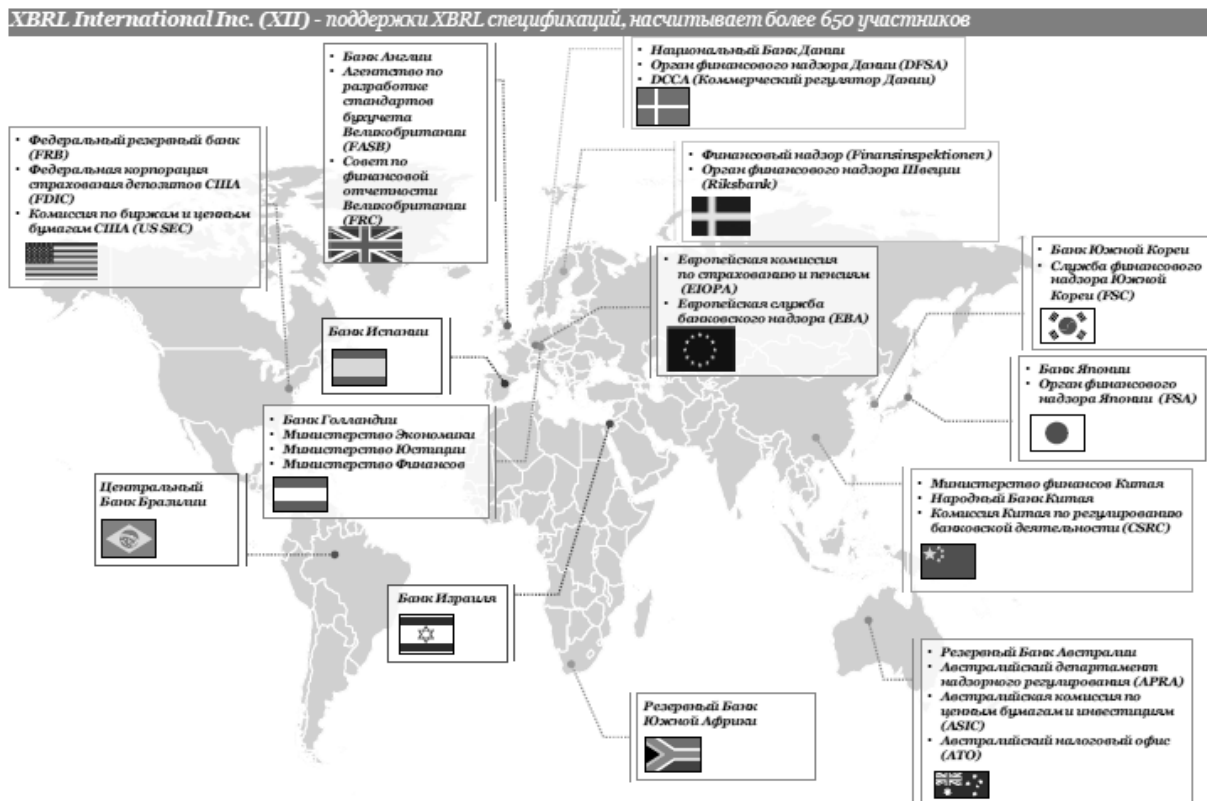 XBRL International Inc. (XII) - поддержки XBRL спецификаций, насчитывает более 650 участников
• Национальный Банк Дании
• Орган финансового надзора Дании (DFSA)
• DCCA (Коммерческий регулятор Дании)
• Банк Англии
• Агентство по
разработке
стандартов
бухучета
Великобритании
(FASB)
• Совет по
финансовой
отчетности
Великобритании
(FRC)
• Федеральный резервный банк
(FRB)
• Федеральная корпорация
страхования депозитов США
(FDIC)
• Комиссия по биржам и ценным
бумагам США (US SEC)
• Финансовый надзор (Finansinspektionen)
• Орган финансового надзора Швеции
(Riksbank)
• Европейская комиссия
по страхованию и пенсиям
(EIOPA)
• Европейская служба
банковского надзора (EBA)
• Банк Южной Кореи
• Служба финансового
надзора Южной
Кореи (FSC)
Банк Испании
• Банк Японии
• Орган финансового
надзора Японии (FSA)
• Банк Голландии
• Министерство Экономики
• Министерство Юстиции
• Министерство Финансов
Центральный
Банк Бразилии
• Министерство финансов Китая
• Народный Банк Китая
• Комиссия Китая по регулированию
банковской деятельности (CSRC)
Банк Израиля
Резервный Банк
Южной Африки
• Резервный Банк Австралии
• Австралийский департамент
надзорного регулирования (APRA)
• Австралийская комиссия по
ценным бумагам и инвестициям
(ASIC)
• Австралийский налоговый офис
(ATO)